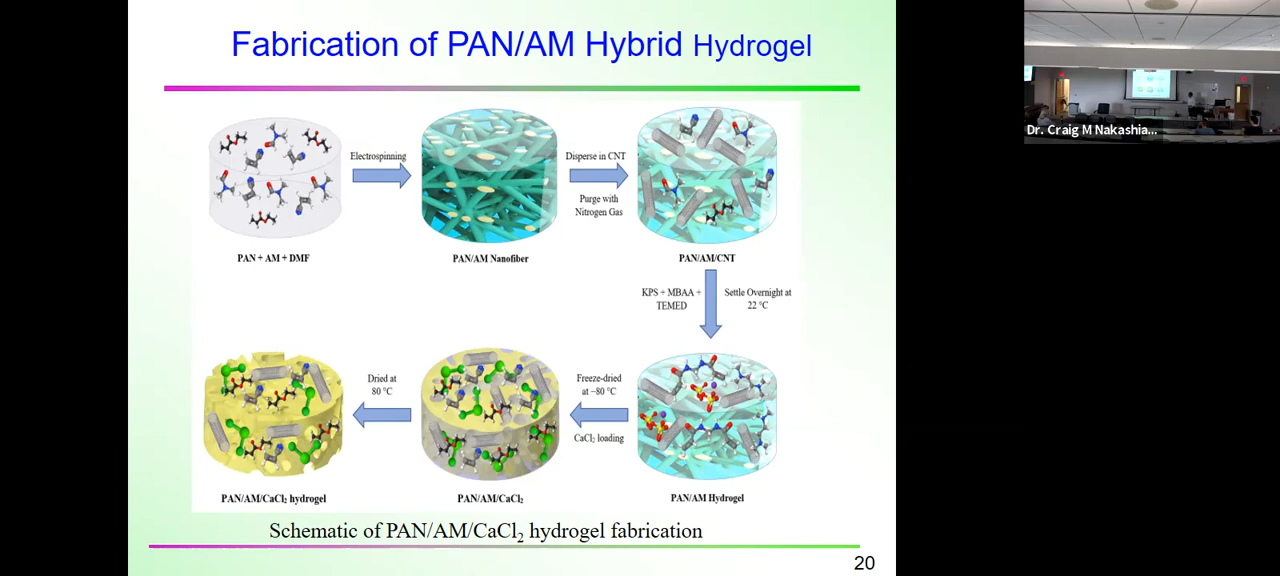 Fabrication of PAN/AM Hybrid Hydrogel
Electrospinning
Disperse in CNT
Purge with
Nitrogen Gas
PAN + AM + DMF
PAN/AM Nanofiber
PAN/AM/CNT
KPS + MBAA +
TEMED
Settle Overnight at
22 °C
Dried at
80 °C
Freeze-dried
at −80 °C
CaCl₂ loading
PAN/AM/CaCl₂ hydrogel
PAN/AM/CaCl₂
PAN/AM Hydrogel
Schematic of PAN/AM/CaCl₂ hydrogel fabrication
20
Dr. Craig M Nakashia...